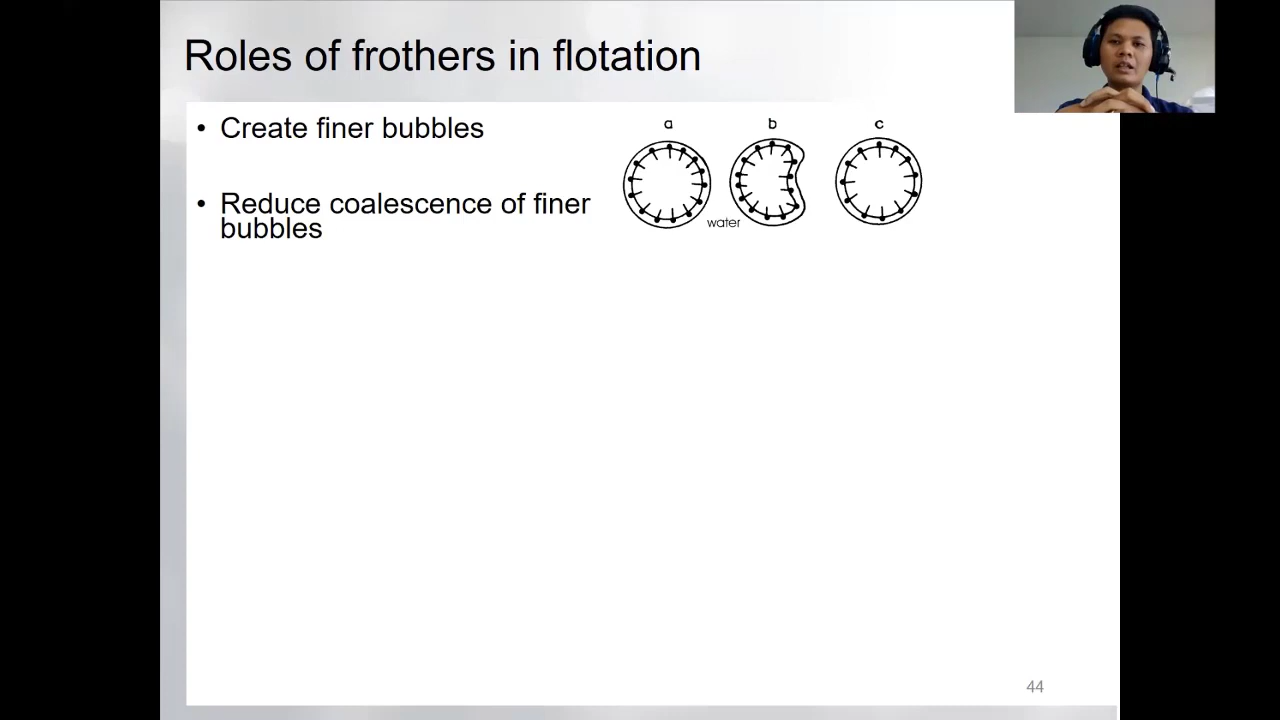 Roles of frothers in flotation
• Create finer bubbles
• Reduce coalescence of finer
bubbles
a b c
water
44